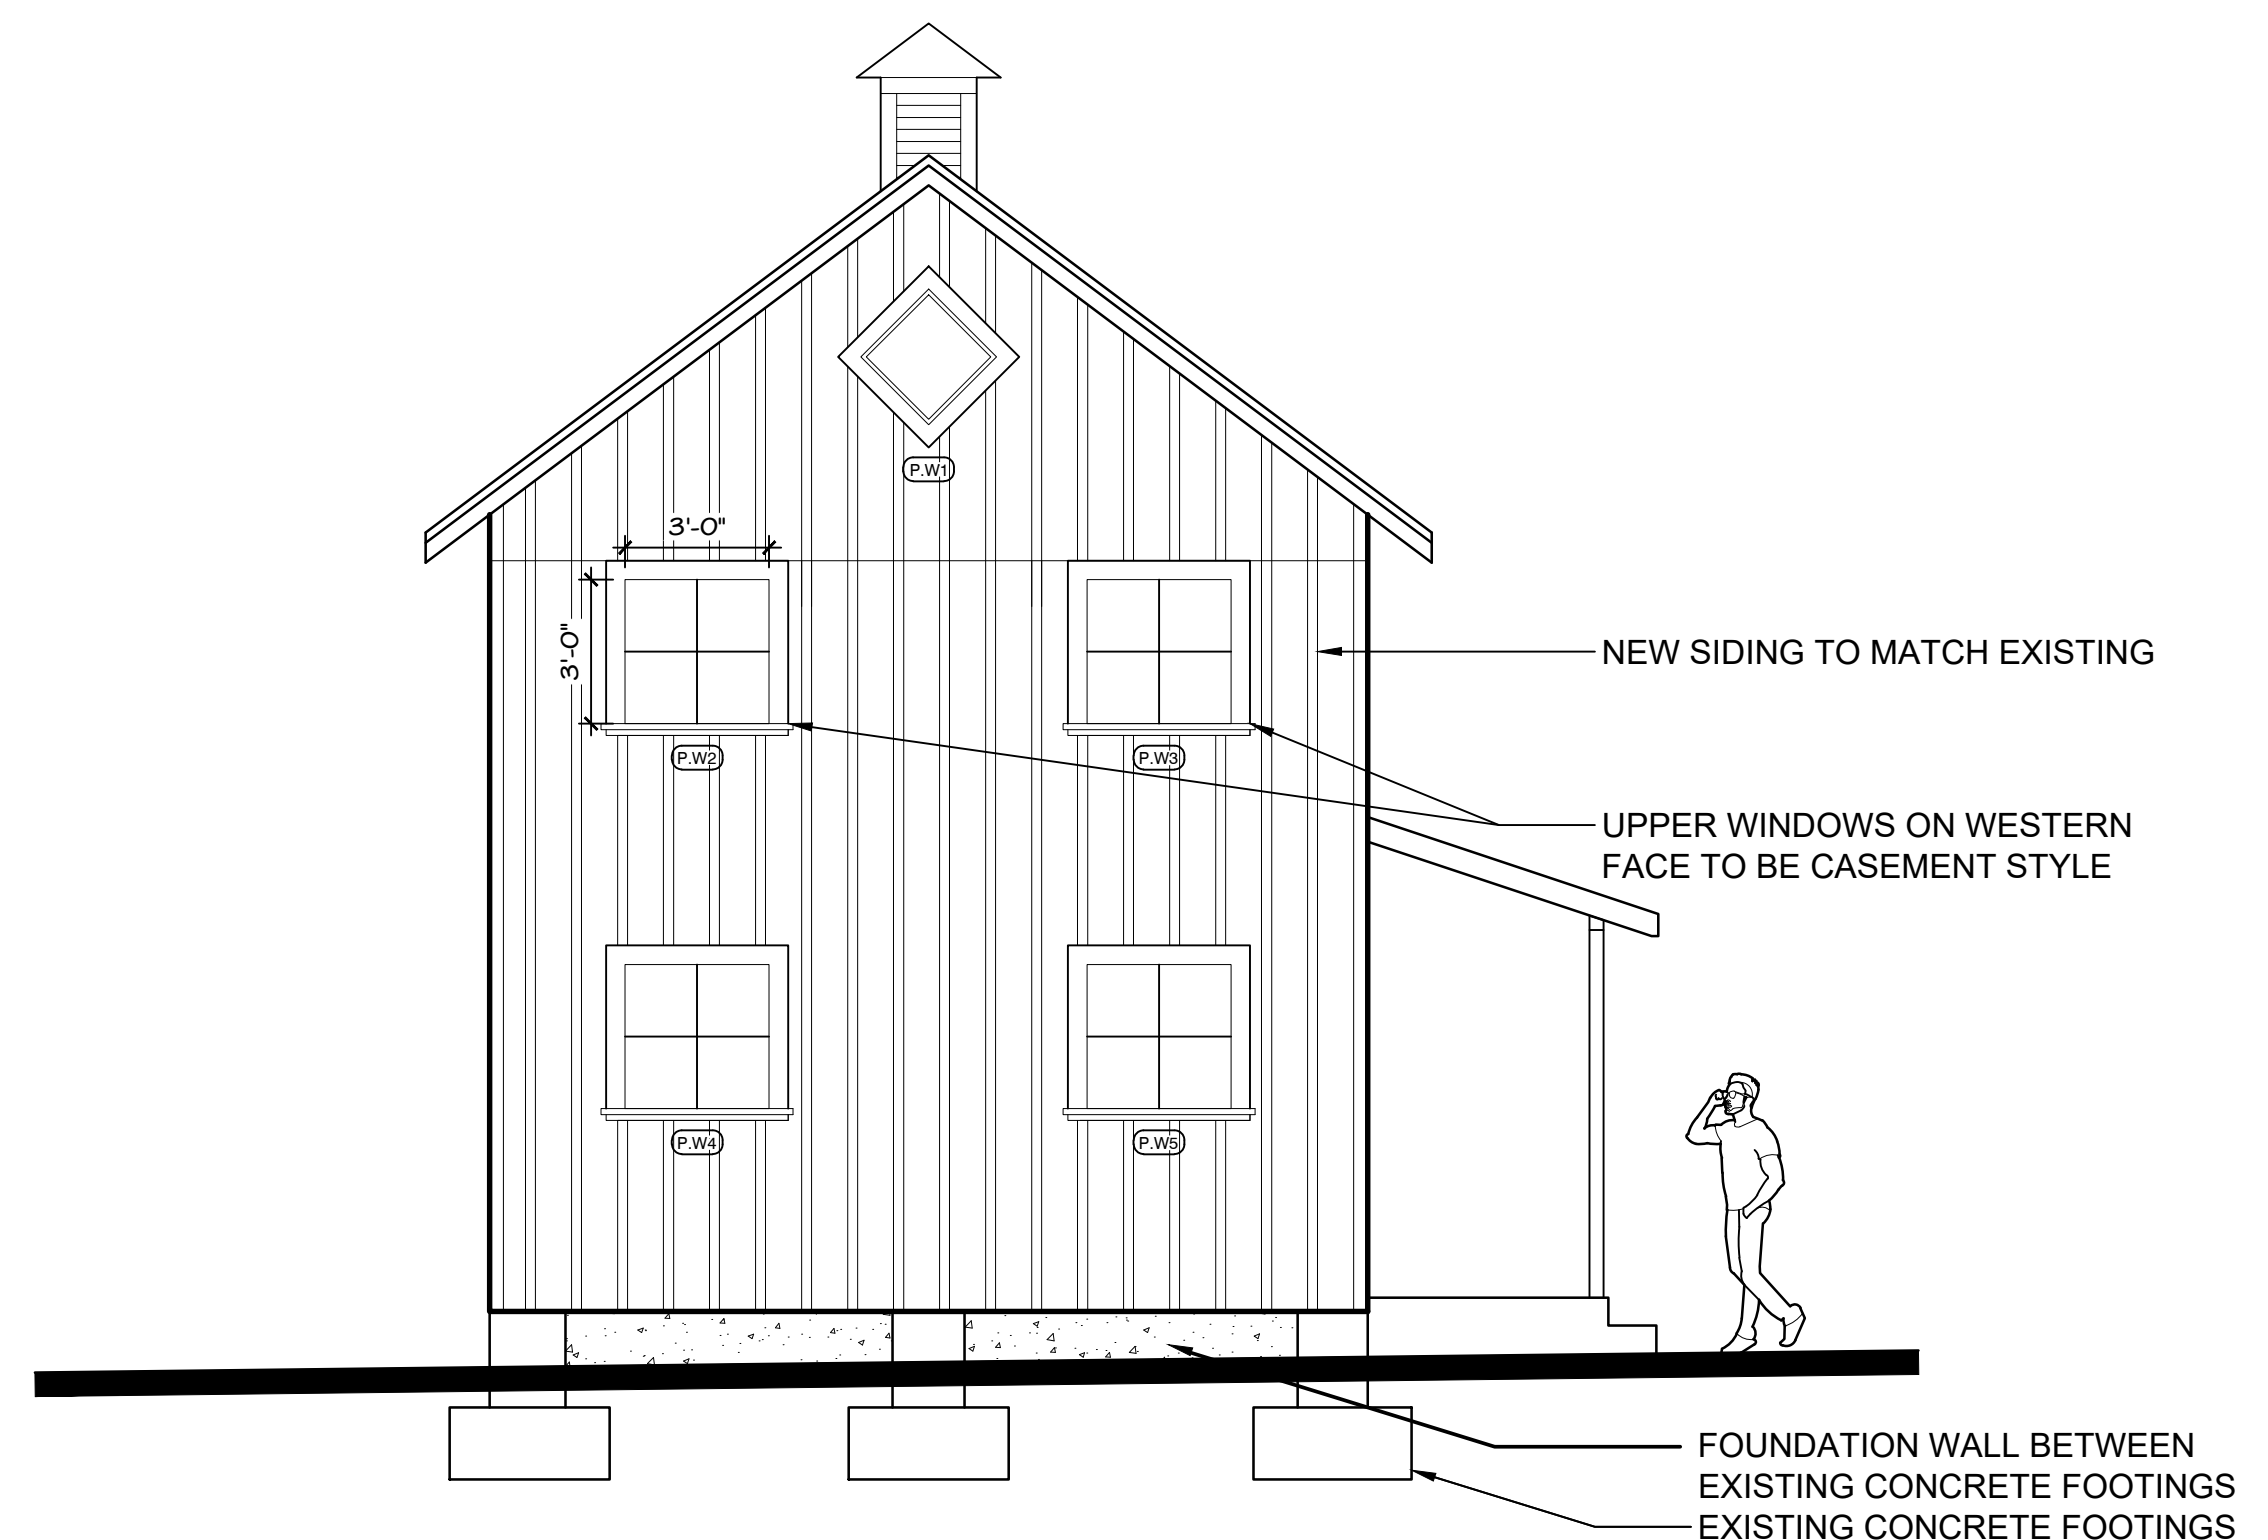 P.W1
3'-0"
3'-0"
NEW SIDING TO MATCH EXISTING
P.W2
P.W3
UPPER WINDOWS ON WESTERN
FACE TO BE CASEMENT STYLE
P.W4
P.W5
FOUNDATION WALL BETWEEN
EXISTING CONCRETE FOOTINGS
EXISTING CONCRETE FOOTINGS